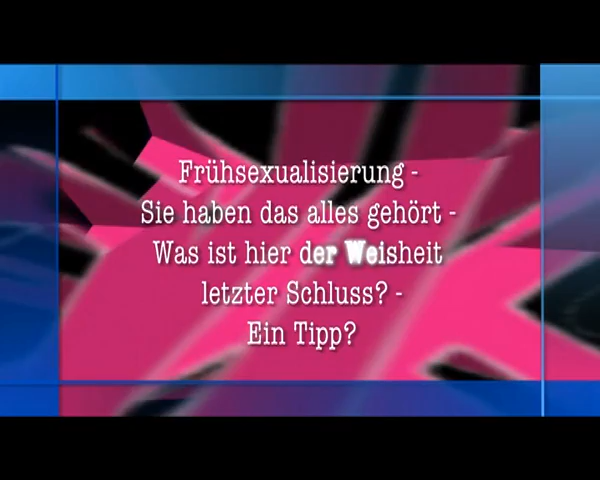 Frühsexualisierung -
Sie haben das alles gehört -
Was ist hier der Weisheit
letzter Schluss? -
Ein Tipp?